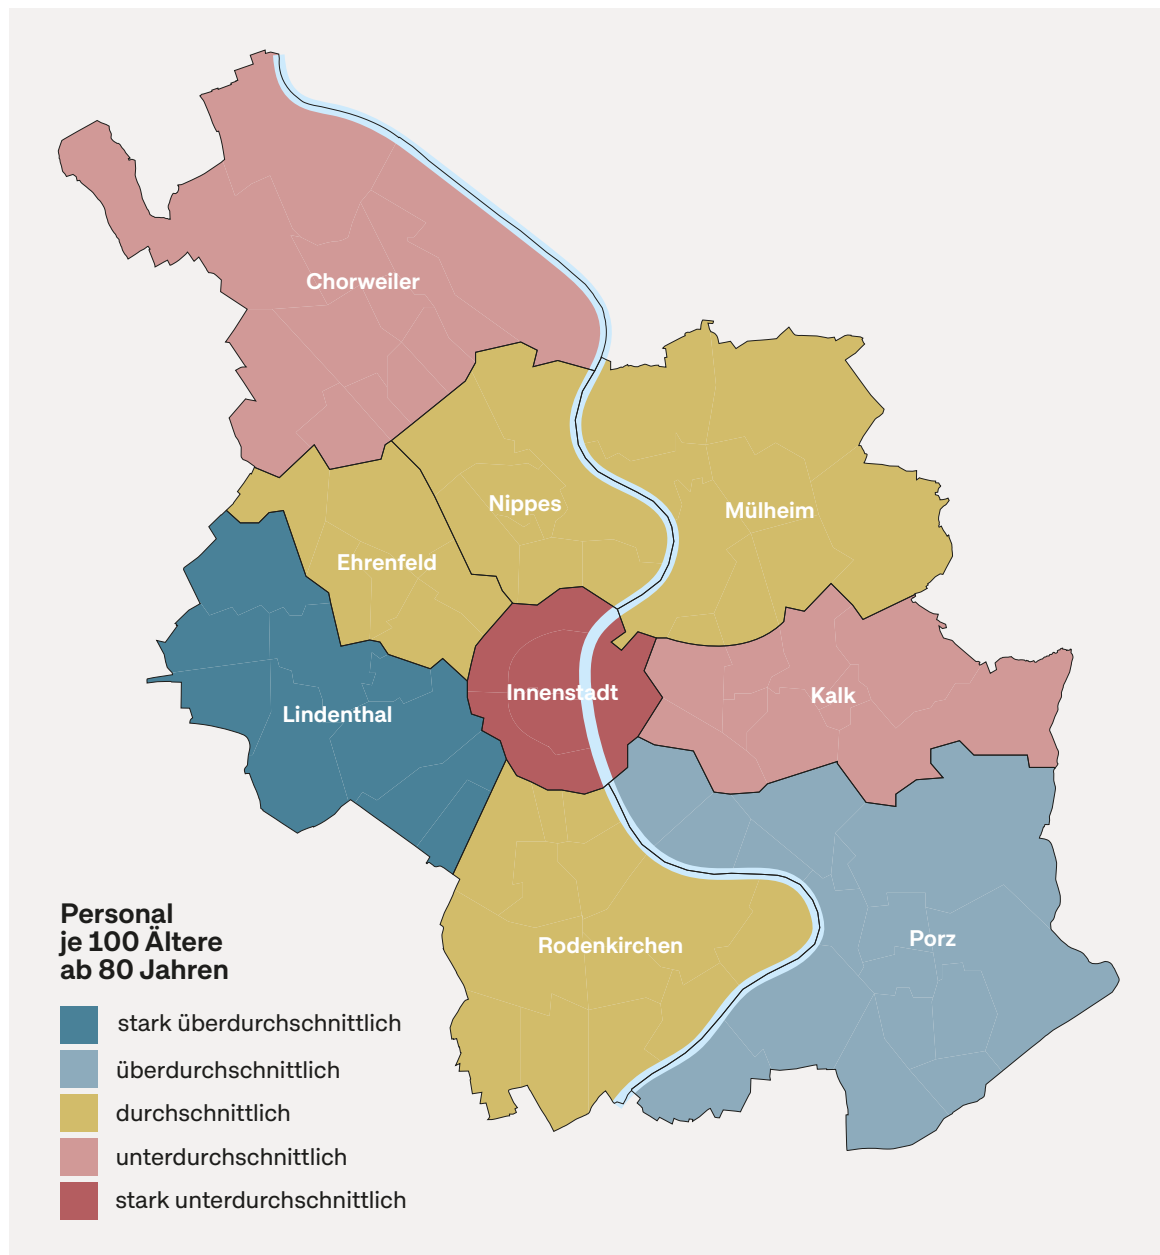 Chorweiler
Nippes
Mülheim
Ehrenfeld
Innenstadt
Kalk
Lindenthal
Rodenkirchen
Porz
Personal
je 100 Ältere
ab 80 Jahren
stark überdurchschnittlich
überdurchschnittlich
durchschnittlich
unterdurchschnittlich
stark unterdurchschnittlich